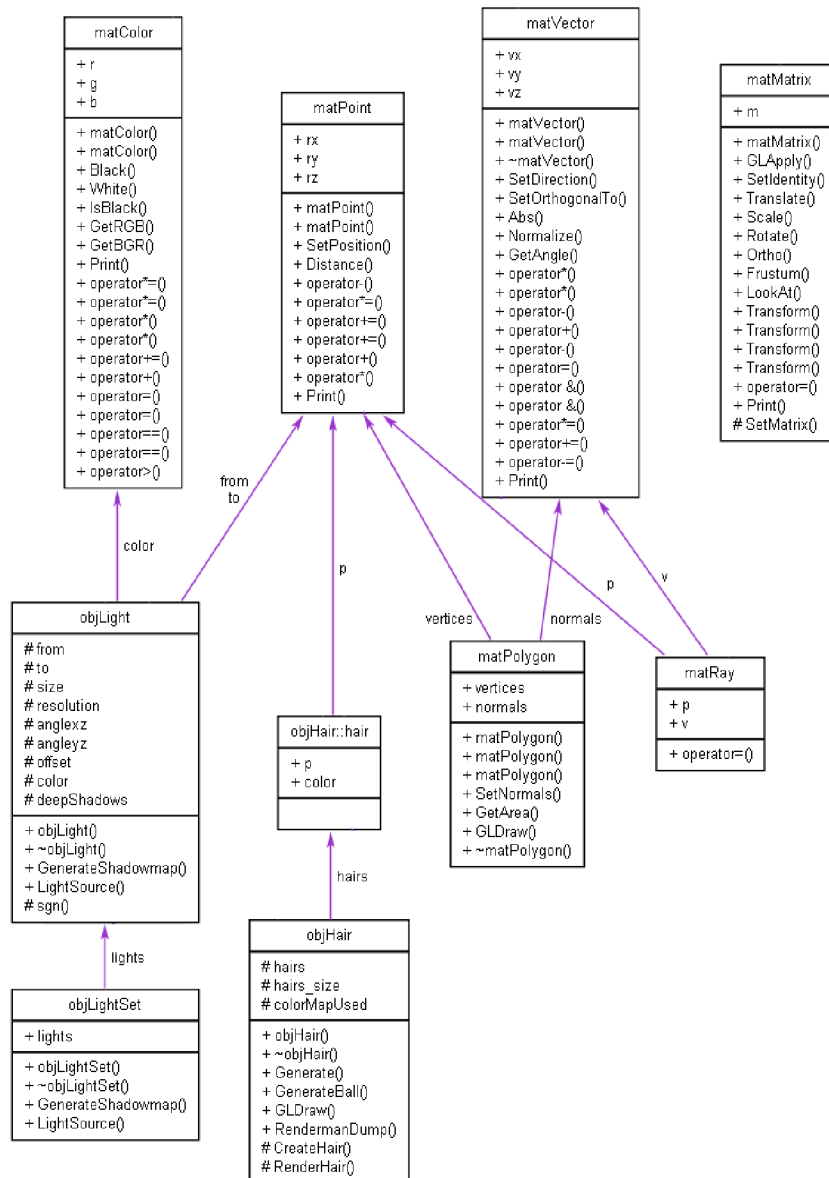 matColor
+ r
+ g
+ b
+ matColor()
+ matColor()
+ Black()
+ White()
+ IsBlack()
+ GetRGB()
+ GetBGR()
+ Print()
+ operator*=()
+ operator*=()
+ operator*()
+ operator*()
+ operator+=()
+ operator+()
+ operator=()
+ operator=()
+ operator==()
+ operator==()
+ operator>()
matPoint
+ rx
+ ry
+ rz
+ matPoint()
+ matPoint()
+ SetPosition()
+ Distance()
+ operator-()
+ operator*=()
+ operator+=()
+ operator+=()
+ operator+()
+ operator*()
+ Print()
matVector
+ vx
+ vy
+ vz
+ matVector()
+ matVector()
+ ~matVector()
+ SetDirection()
+ SetOrthogonalTo()
+ Abs()
+ Normalize()
+ GetAngle()
+ operator*()
+ operator*()
+ operator-()
+ operator+()
+ operator-()
+ operator=()
+ operator &()
+ operator &()
+ operator*=()
+ operator+=()
+ operator-=()
+ Print()
matMatrix
+ m
+ matMatrix()
+ GLApply()
+ SetIdentity()
+ Translate()
+ Scale()
+ Rotate()
+ Ortho()
+ Frustum()
+ LookAt()
+ Transform()
+ Transform()
+ Transform()
+ operator=()
+ Print()
# SetMatrix()
color
from
to
p
vertices
normals
p
v
objLight
# from
# to
# size
# resolution
# anglexz
# angleyz
# offset
# color
# deepShadows
+ objLight()
+ ~objLight()
+ GenerateShadowmap()
+ LightSource()
# sgn()
objHair::hair
+ p
+ color
matPolygon
+ vertices
+ normals
+ matPolygon()
+ matPolygon()
+ matPolygon()
+ SetNormals()
+ GetArea()
+ GLDraw()
+ ~matPolygon()
matRay
+ p
+ v
+ operator=()
lights
hairs
objLightSet
+ lights
+ objLightSet()
+ ~objLightSet()
+ GenerateShadowmap()
+ LightSource()
objHair
# hairs
# hairs_size
# colorMapUsed
+ objHair()
+ ~objHair()
+ Generate()
+ GenerateBall()
+ GLDraw()
+ RendermanDump()
# CreateHair()
# RenderHair()